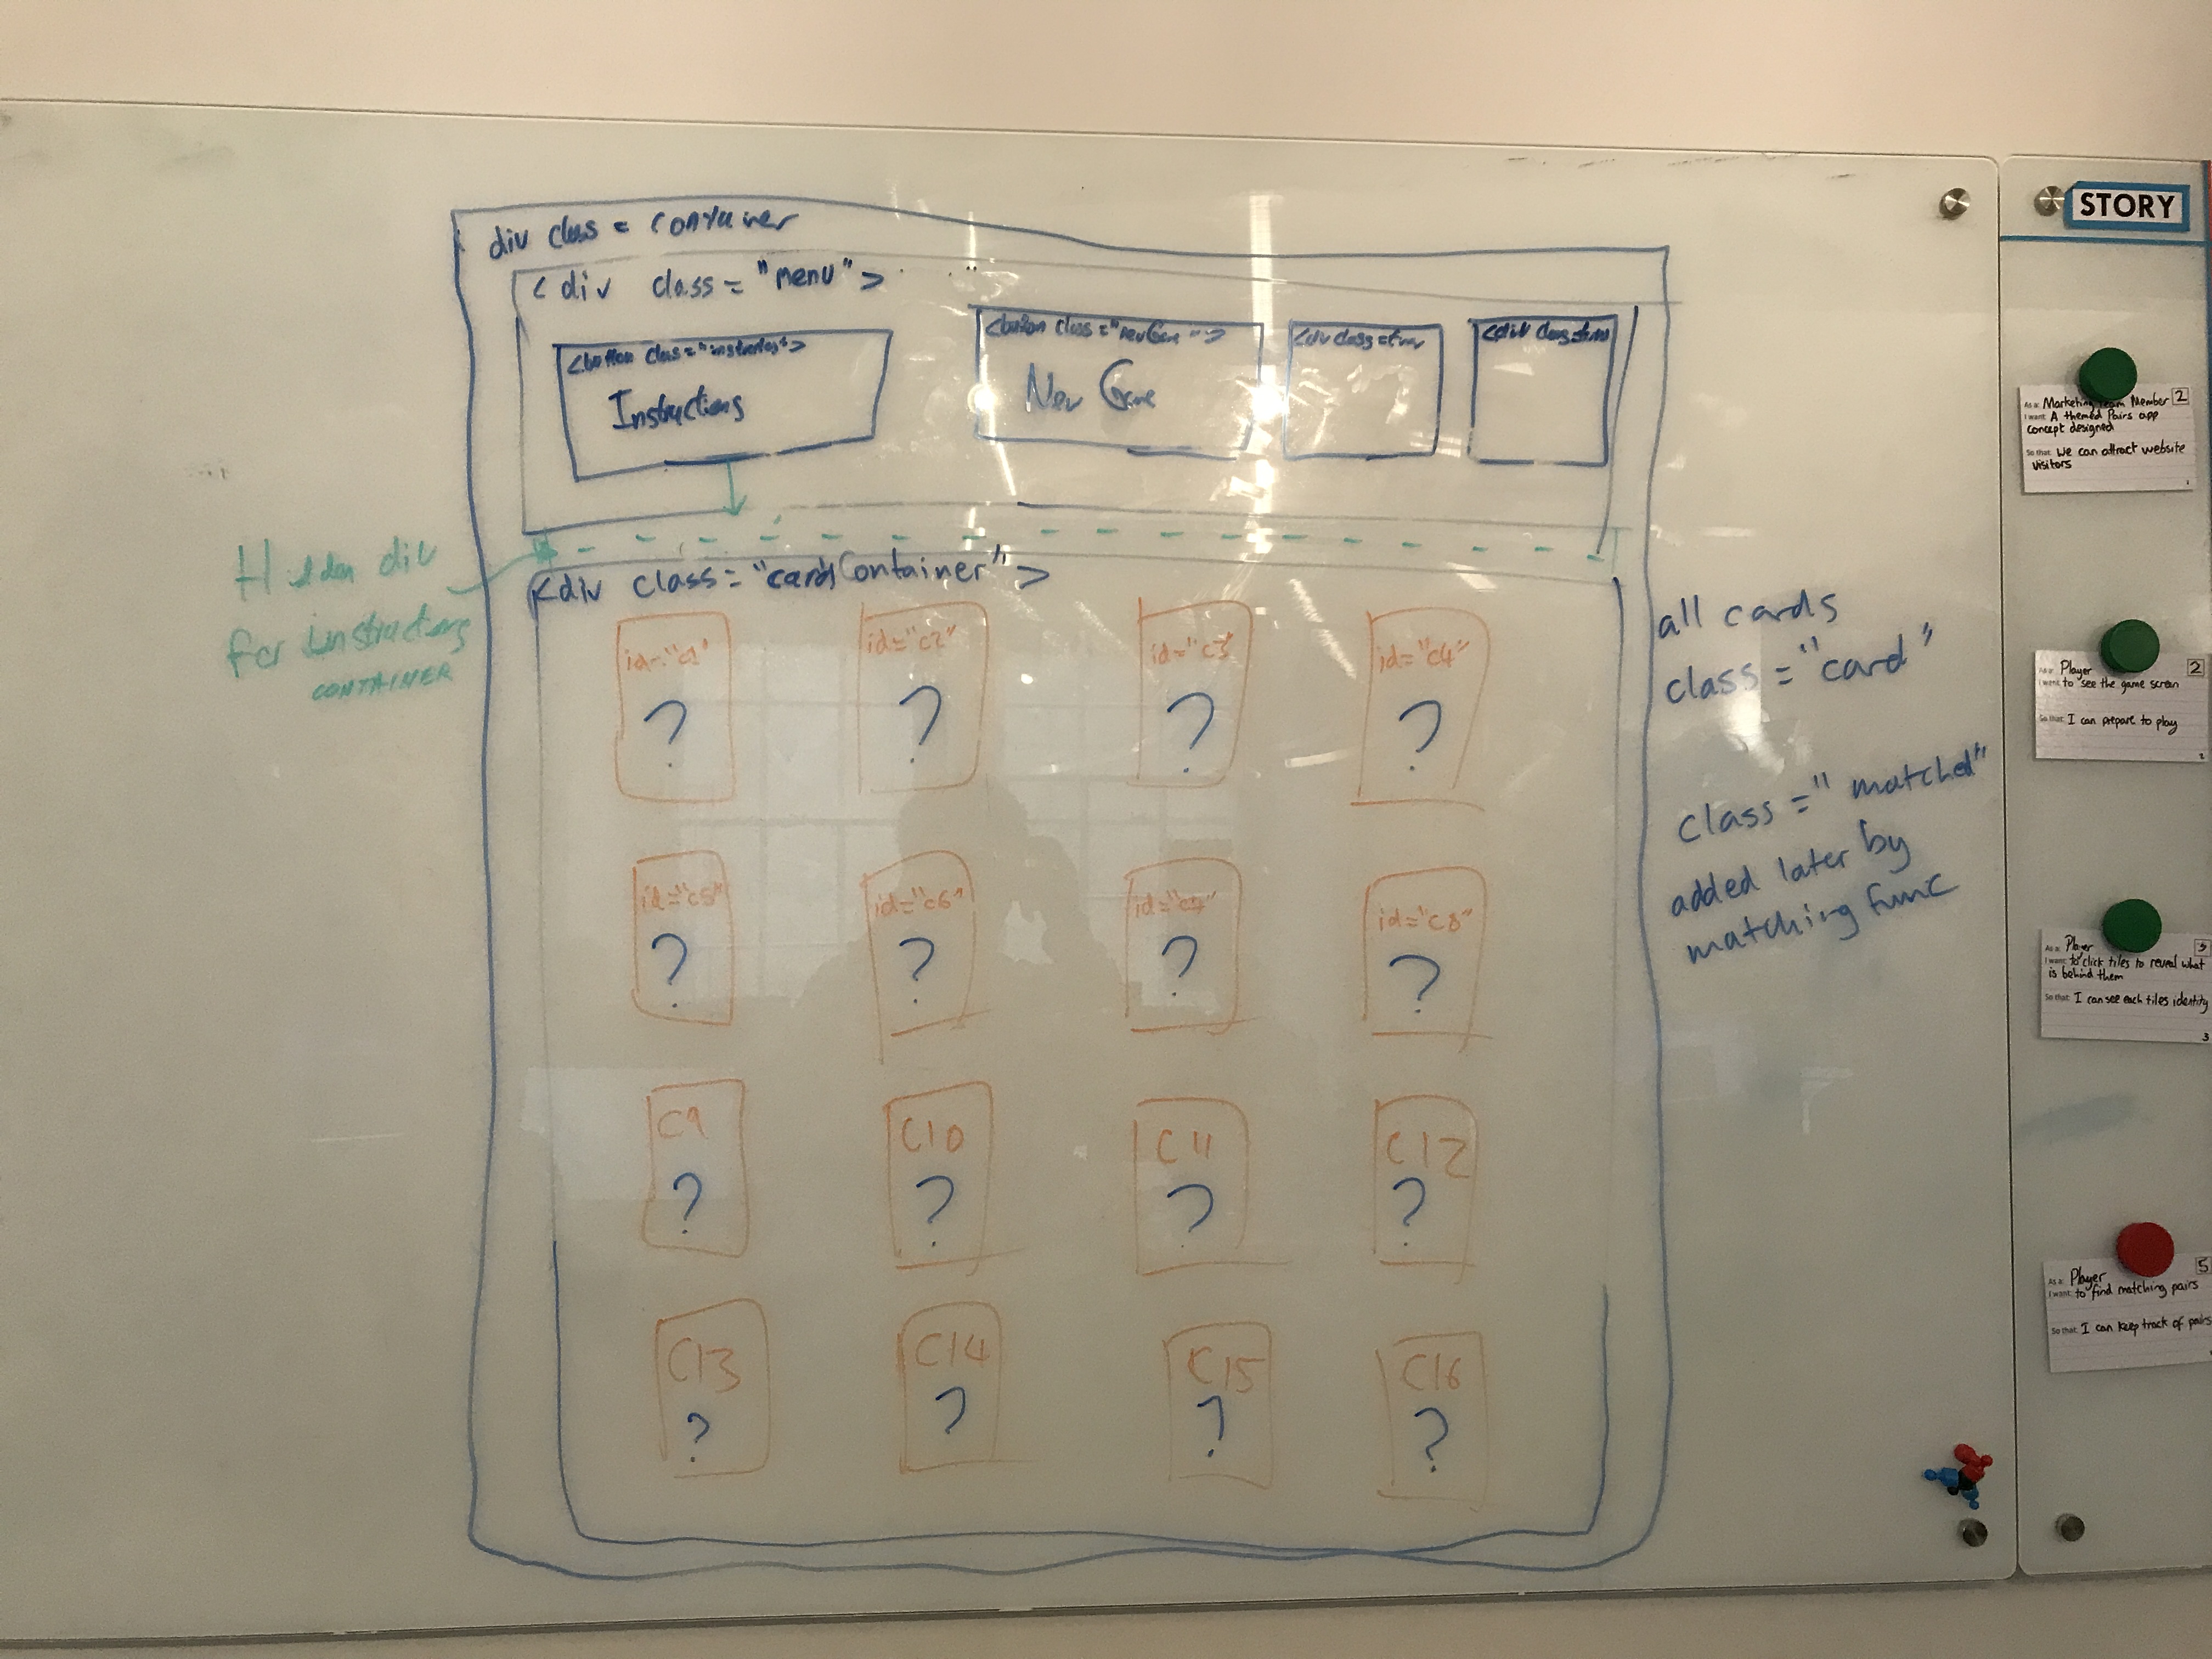 div class = container
<div class = "menu">
Instructions
<button class = "newGame">
New Game
<div class
<div class
Hidden div
for instructions
CONTAINER
<div class = "cardsContainer">
id="c1"
?
id="c2"
?
id="c3"
?
id="c4"
?
id="c5"
?
id="c6"
?
id="c7"
?
id="c8"
?
C9
?
C10
?
C11
?
C12
?
C13
?
C14
?
C15
?
C16
?
all cards
class = "card"
class = "matched"
added later by
matching func
STORY
2
As a: Marketing Team Member
I want: A themed Pairs app
concept designed
So that: We can attract website
visitors
1
2
As a: Player
I want: to see the game screen
So that: I can prepare to play
2
3
As a: Player
I want: to click tiles to reveal what
is behind them
So that: I can see each tiles identity
3
5
As a: Player
I want: to find matching pairs
So that: I can keep track of pairs